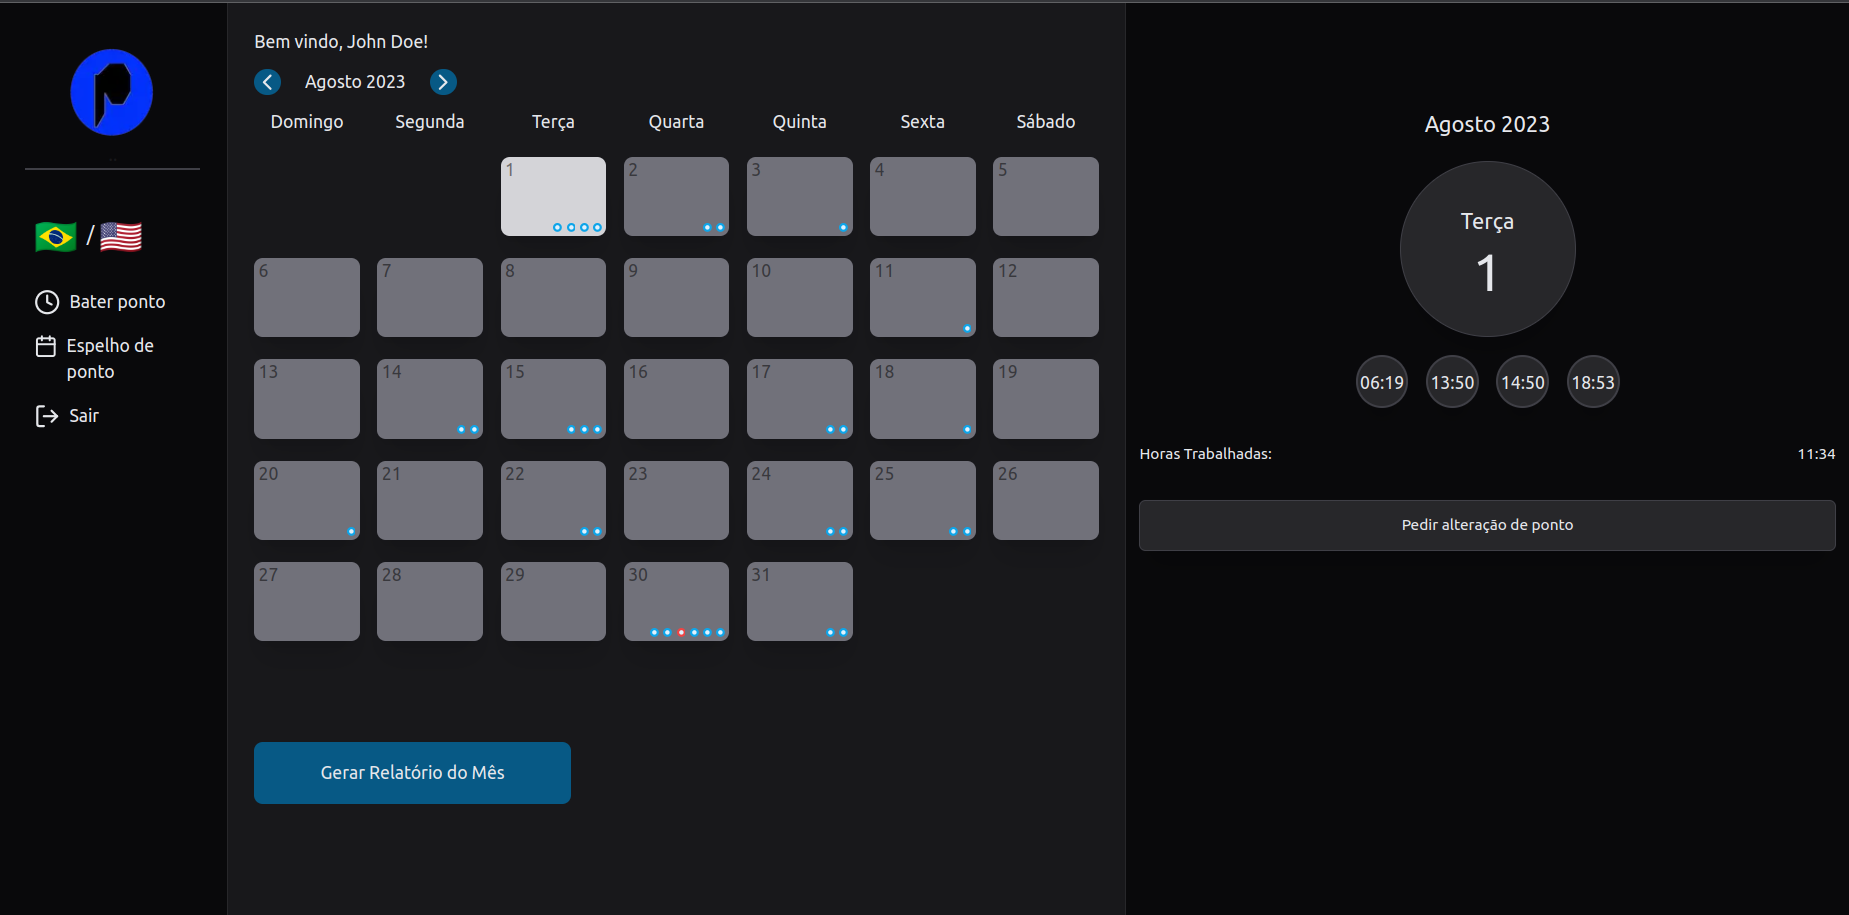 Bater ponto
Espelho de
ponto
Sair
/
Bem vindo, John Doe!
Agosto 2023
Domingo Segunda Terça Quarta Quinta Sexta Sábado
1 2 3 4 5
6 7 8 9 10 11 12
13 14 15 16 17 18 19
20 21 22 23 24 25 26
27 28 29 30 31
Gerar Relatório do Mês
Agosto 2023
Terça
1
06:19 13:50 14:50 18:53
Horas Trabalhadas: 11:34
Pedir alteração de ponto